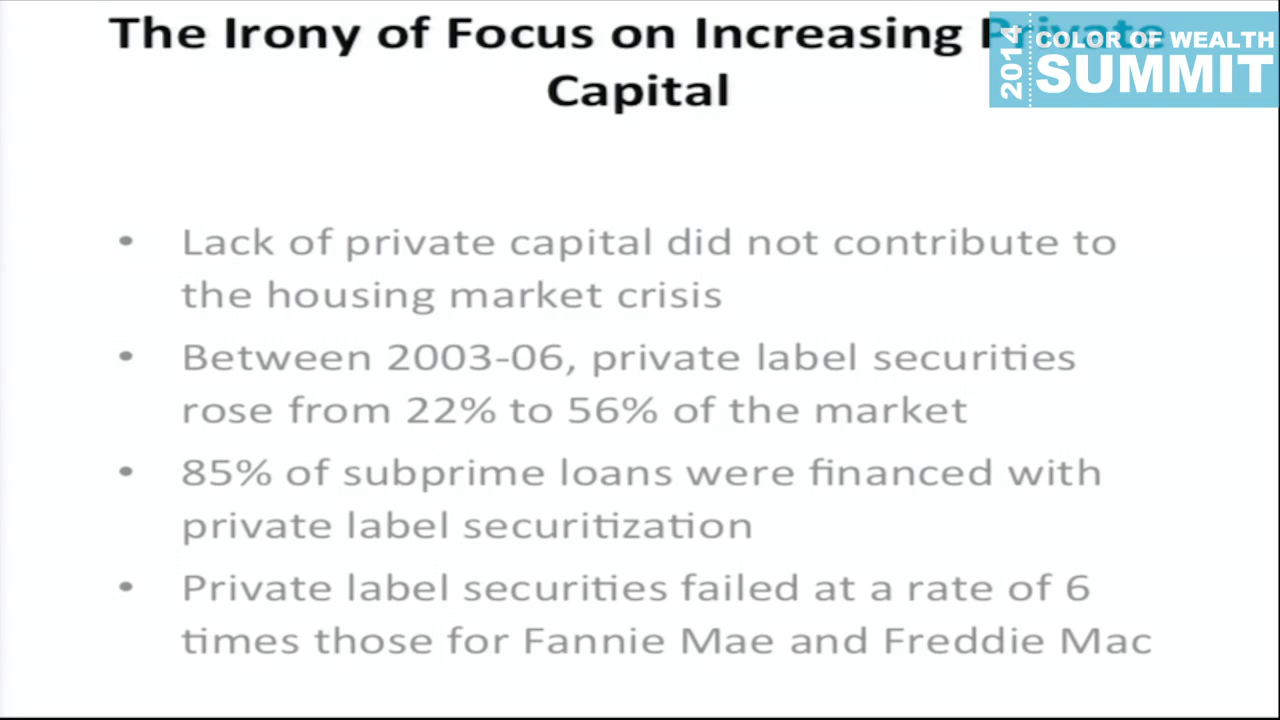 The Irony of Focus on Increasing Private
Capital
2014
COLOR OF WEALTH
SUMMIT
• Lack of private capital did not contribute to
the housing market crisis
• Between 2003-06, private label securities
rose from 22% to 56% of the market
• 85% of subprime loans were financed with
private label securitization
• Private label securities failed at a rate of 6
times those for Fannie Mae and Freddie Mac